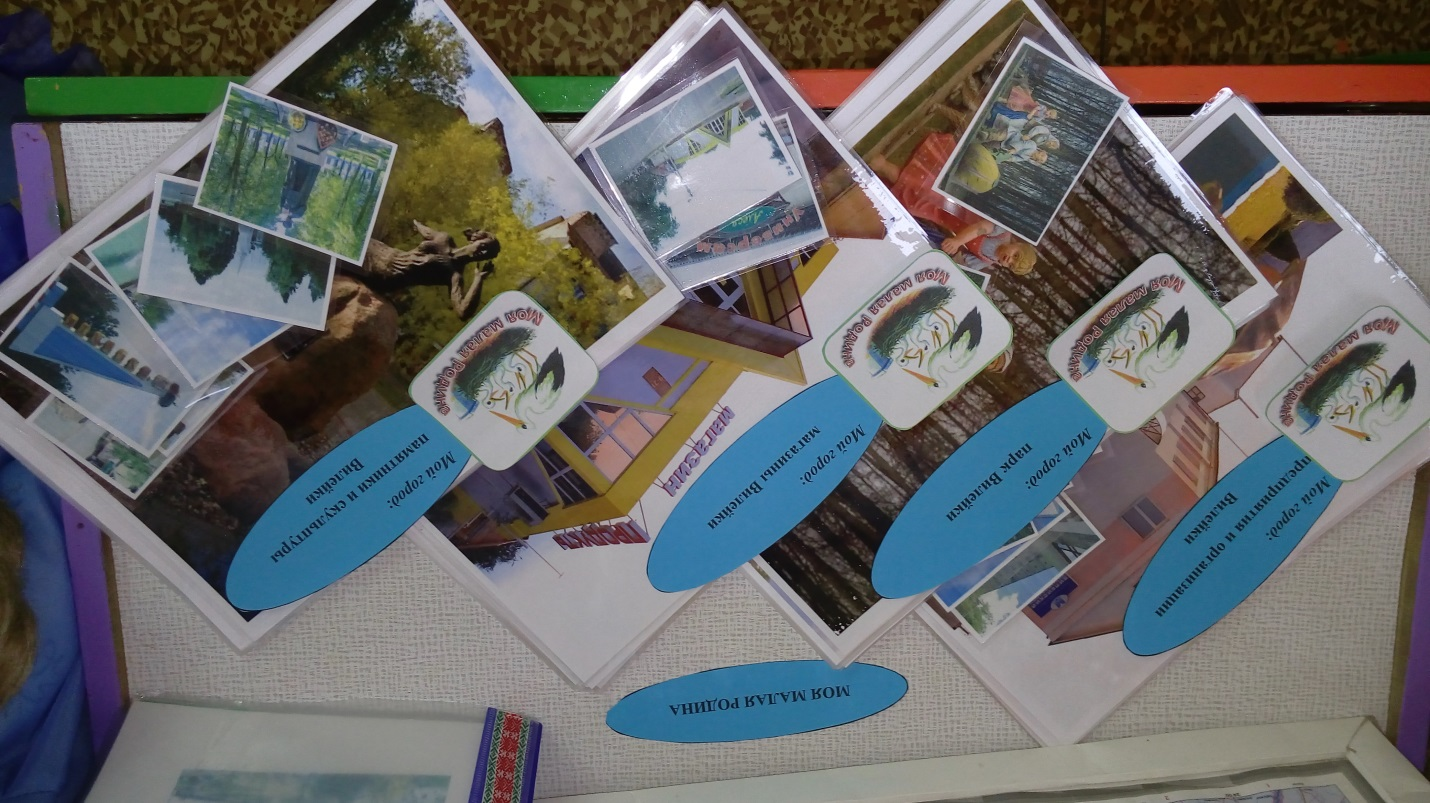 МОЯ МАЛАЯ РОДИНА
Моя малая Родина
Мой город:
предприятия и организации
Вилейки
Моя малая Родина
Мой город:
парк Вилейки
Моя малая Родина
Мой город:
магазины Вилейки
магазин
Моя малая Родина
Мой город:
памятники и скульптуры
Вилейки